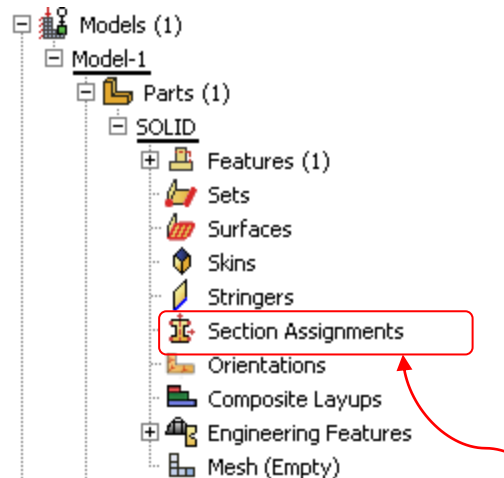 Models (1)
Model-1
Parts (1)
SOLID
Features (1)
Sets
Surfaces
Skins
Stringers
Section Assignments
Orientations
Composite Layups
Engineering Features
Mesh (Empty)